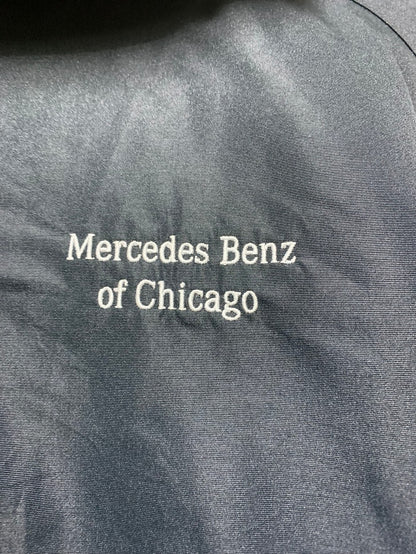 Mercedes Benz
of Chicago